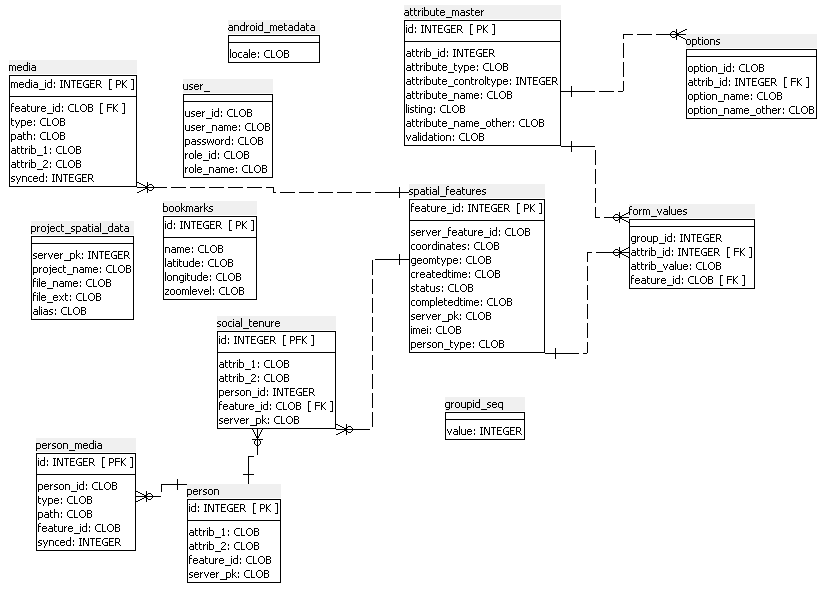 attribute_master
id: INTEGER [ PK ]
attrib_id: INTEGER
attribute_type: CLOB
attribute_controltype: INTEGER
attribute_name: CLOB
listing: CLOB
attribute_name_other: CLOB
validation: CLOB
android_metadata
locale: CLOB
options
option_id: CLOB
attrib_id: INTEGER [ FK ]
option_name: CLOB
option_name_other: CLOB
media
media_id: INTEGER [ PK ]
feature_id: CLOB [ FK ]
type: CLOB
path: CLOB
attrib_1: CLOB
attrib_2: CLOB
synced: INTEGER
user_
user_id: CLOB
user_name: CLOB
password: CLOB
role_id: CLOB
role_name: CLOB
spatial_features
feature_id: INTEGER [ PK ]
server_feature_id: CLOB
coordinates: CLOB
geomtype: CLOB
createdtime: CLOB
status: CLOB
completedtime: CLOB
server_pk: CLOB
imei: CLOB
person_type: CLOB
form_values
group_id: INTEGER
attrib_id: INTEGER [ FK ]
attrib_value: CLOB
feature_id: CLOB [ FK ]
bookmarks
id: INTEGER [ PK ]
name: CLOB
latitude: CLOB
longitude: CLOB
zoomlevel: CLOB
project_spatial_data
server_pk: INTEGER
project_name: CLOB
file_name: CLOB
file_ext: CLOB
alias: CLOB
social_tenure
id: INTEGER [ PFK ]
attrib_1: CLOB
attrib_2: CLOB
person_id: INTEGER
feature_id: CLOB [ FK ]
server_pk: CLOB
groupid_seq
value: INTEGER
person_media
id: INTEGER [ PFK ]
person_id: CLOB
type: CLOB
path: CLOB
feature_id: CLOB
synced: INTEGER
person
id: INTEGER [ PK ]
attrib_1: CLOB
attrib_2: CLOB
feature_id: CLOB
server_pk: CLOB